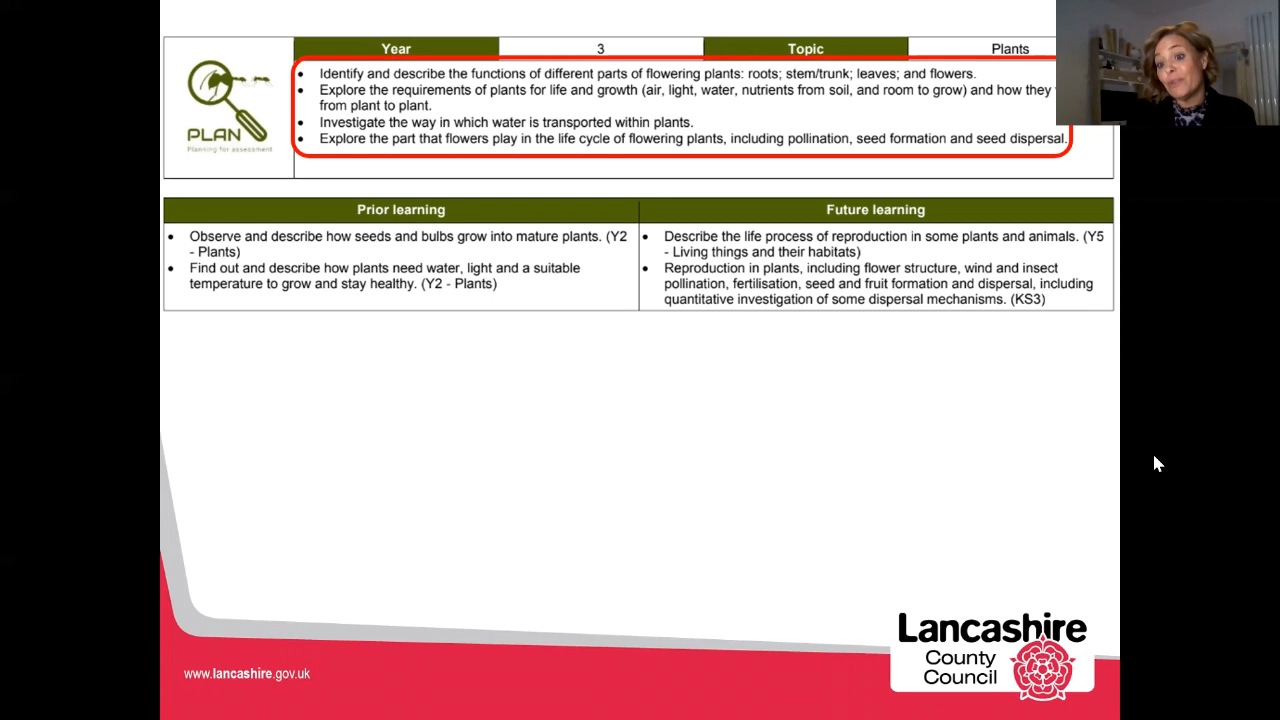 Year 3 Topic Plants
• Identify and describe the functions of different parts of flowering plants: roots; stem/trunk; leaves; and flowers.
• Explore the requirements of plants for life and growth (air, light, water, nutrients from soil, and room to grow) and how they
from plant to plant.
• Investigate the way in which water is transported within plants.
• Explore the part that flowers play in the life cycle of flowering plants, including pollination, seed formation and seed dispersal.
PLAN
Planning for assessment
Prior learning
• Observe and describe how seeds and bulbs grow into mature plants. (Y2
- Plants)
• Find out and describe how plants need water, light and a suitable
temperature to grow and stay healthy. (Y2 - Plants)
Future learning
• Describe the life process of reproduction in some plants and animals. (Y5
- Living things and their habitats)
• Reproduction in plants, including flower structure, wind and insect
pollination, fertilisation, seed and fruit formation and dispersal, including
quantitative investigation of some dispersal mechanisms. (KS3)
www.lancashire.gov.uk
Lancashire
County
Council